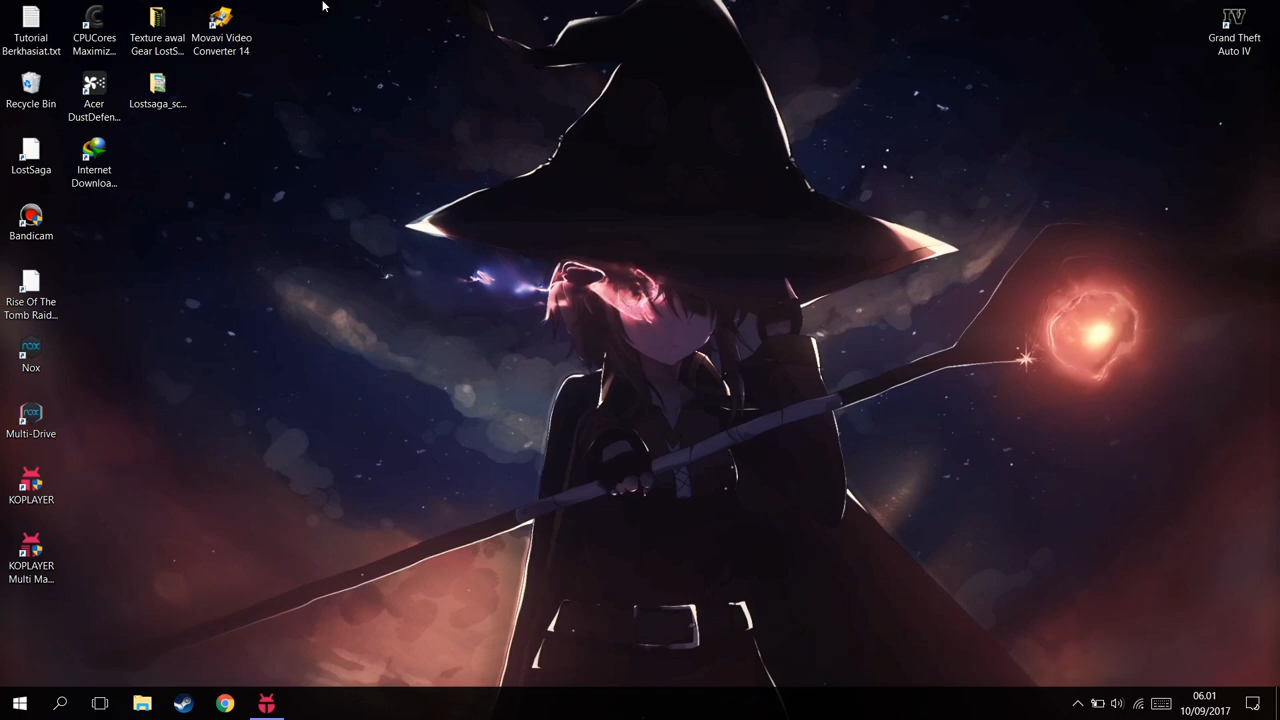 Tutorial
Berkhasiat.txt
CPUCores
Maximiz...
Texture awal
Gear LostS...
Movavi Video
Converter 14
Grand Theft
Auto IV
Recycle Bin
Acer
DustDefen...
Lostsaga_sc...
LostSaga
Internet
Downloa...
Bandicam
Rise Of The
Tomb Raid...
nox
Nox
nox
Multi-Drive
KOPLAYER
KOPLAYER
Multi Ma...
IV
06.01
10/09/2017